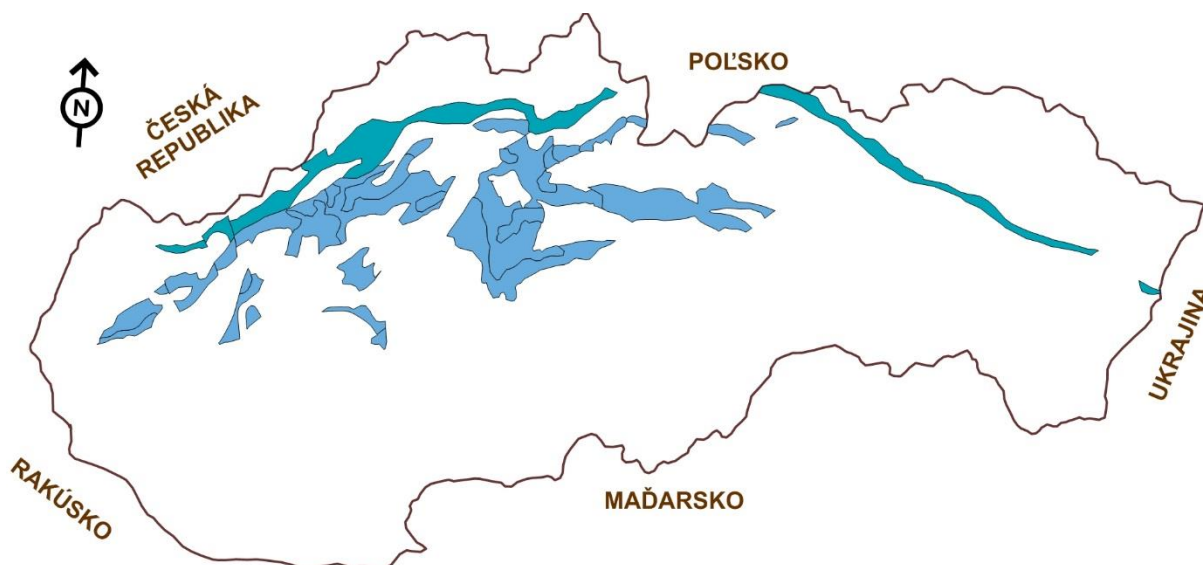 N
POĽSKO
ČESKÁ
REPUBLIKA
UKRAJINA
RAKÚSKO
MAĎARSKO